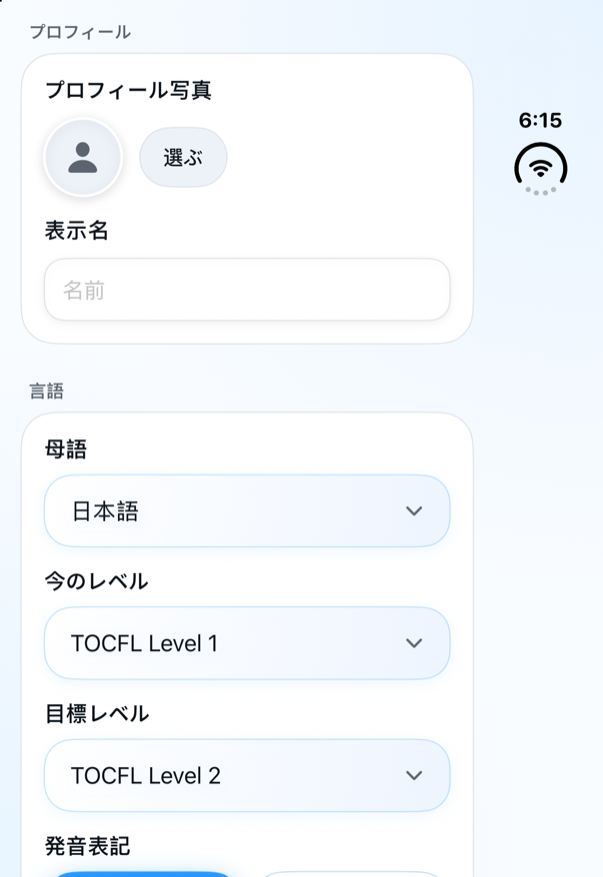 プロフィール
プロフィール写真
選ぶ
表示名
名前
6:15
言語
母語
日本語
今のレベル
TOCFL Level 1
目標レベル
TOCFL Level 2
発音表記